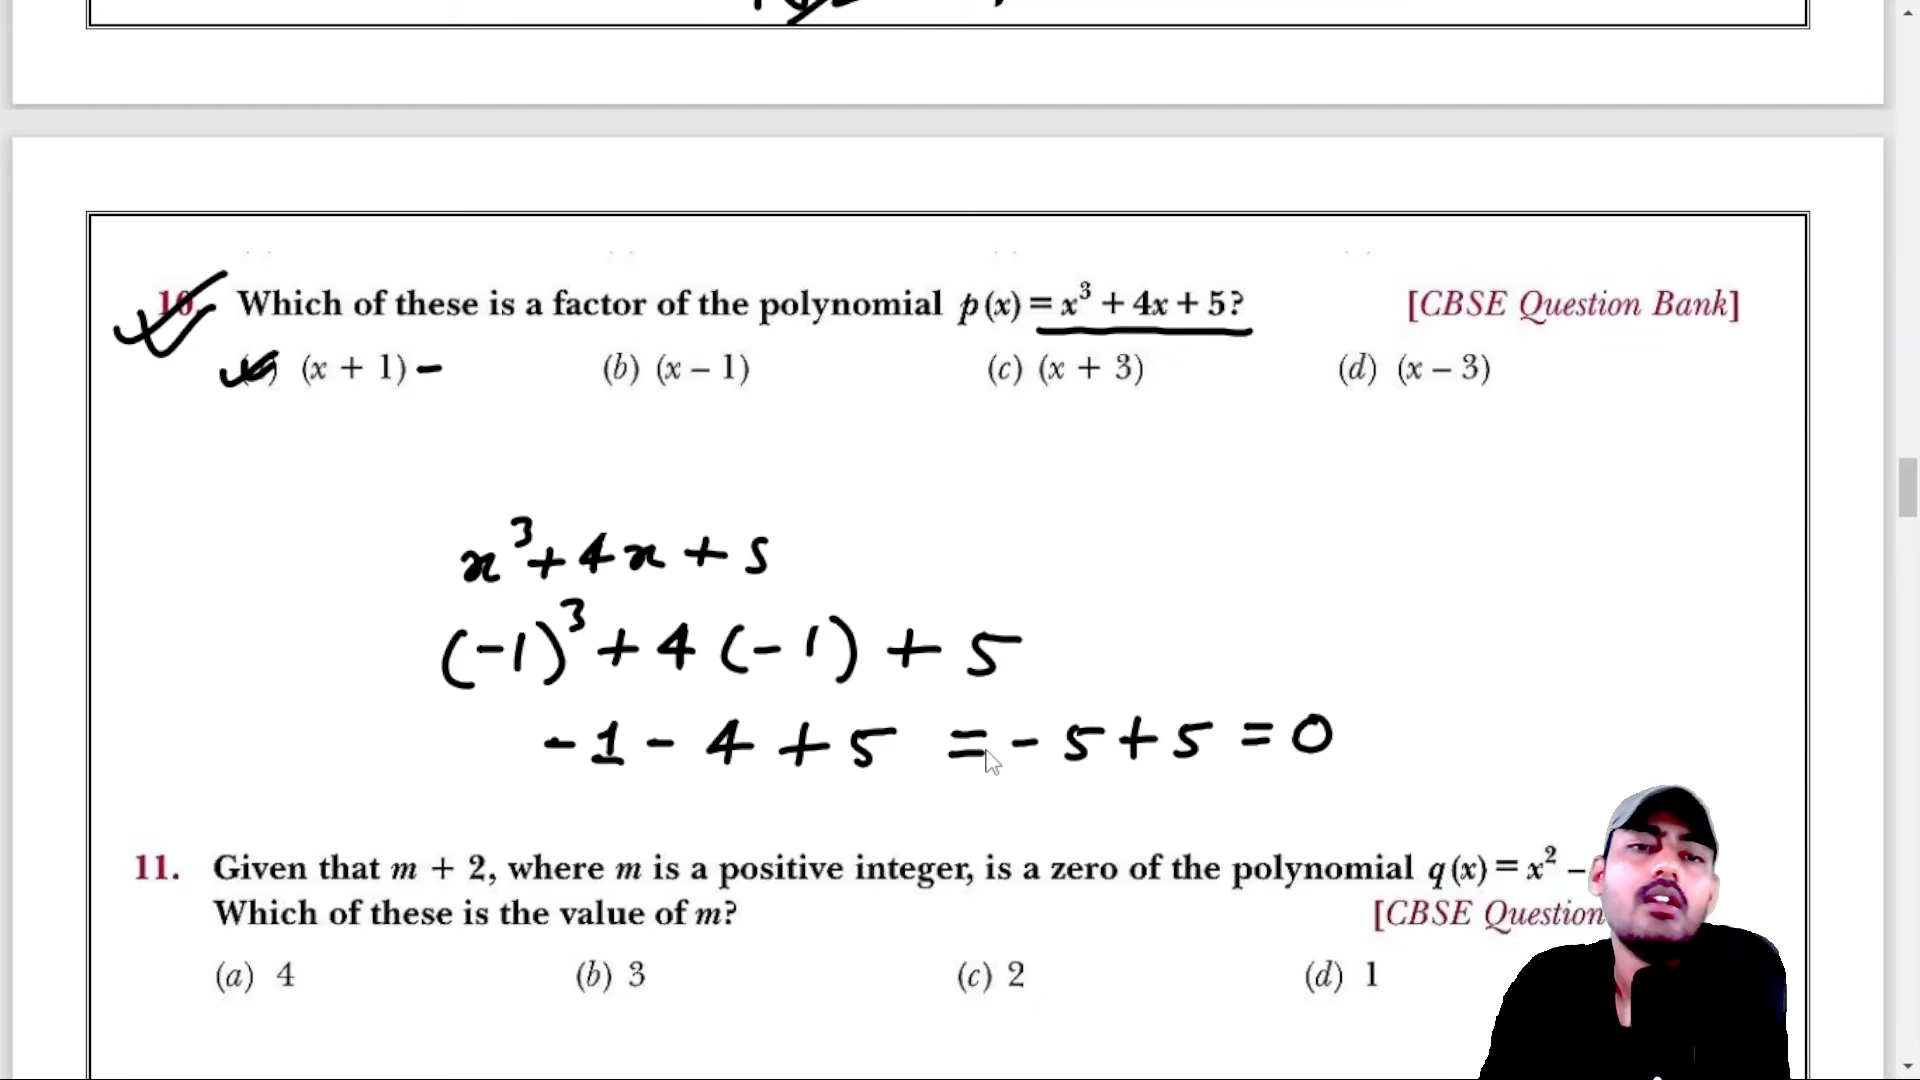 10. Which of these is a factor of the polynomial p(x) = x³ + 4x + 5? [CBSE Question Bank]
(x + 1) (b) (x – 1) (c) (x + 3) (d) (x – 3)
x³ + 4x + 5
(-1)³ + 4(-1) + 5
-1 - 4 + 5 = -5 + 5 = 0
11. Given that m + 2, where m is a positive integer, is a zero of the polynomial q(x) = x² –
Which of these is the value of m? [CBSE Question
(a) 4 (b) 3 (c) 2 (d) 1